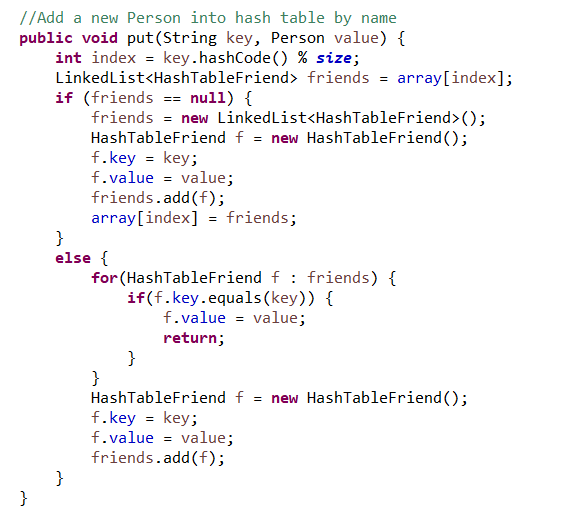 //Add a new Person into hash table by name
public void put(String key, Person value) {
    int index = key.hashCode() % size;
    LinkedList<HashTableFriend> friends = array[index];
    if (friends == null) {
        friends = new LinkedList<HashTableFriend>();
        HashTableFriend f = new HashTableFriend();
        f.key = key;
        f.value = value;
        friends.add(f);
        array[index] = friends;
    }
    else {
        for(HashTableFriend f : friends) {
            if(f.key.equals(key)) {
                f.value = value;
                return;
            }
        }
        HashTableFriend f = new HashTableFriend();
        f.key = key;
        f.value = value;
        friends.add(f);
    }
}